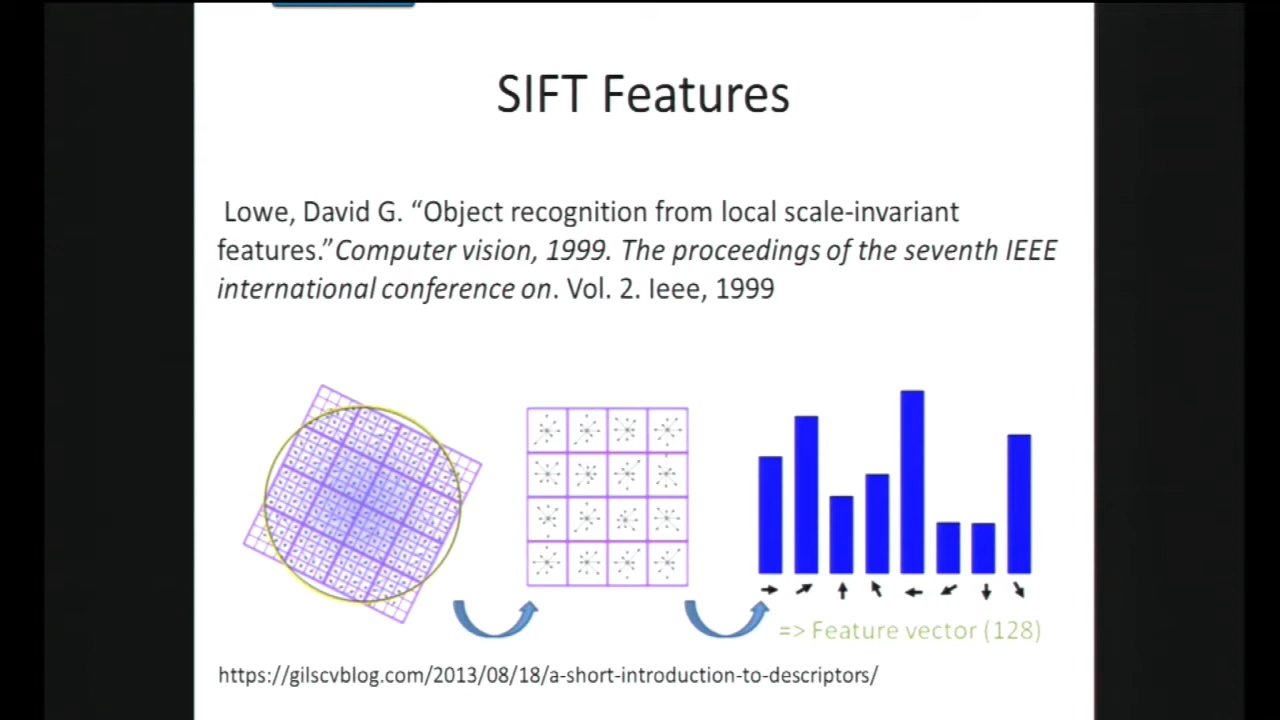 SIFT Features
Lowe, David G. “Object recognition from local scale-invariant
features.”Computer vision, 1999. The proceedings of the seventh IEEE
international conference on. Vol. 2. Ieee, 1999
=> Feature vector (128)
https://gilscvblog.com/2013/08/18/a-short-introduction-to-descriptors/